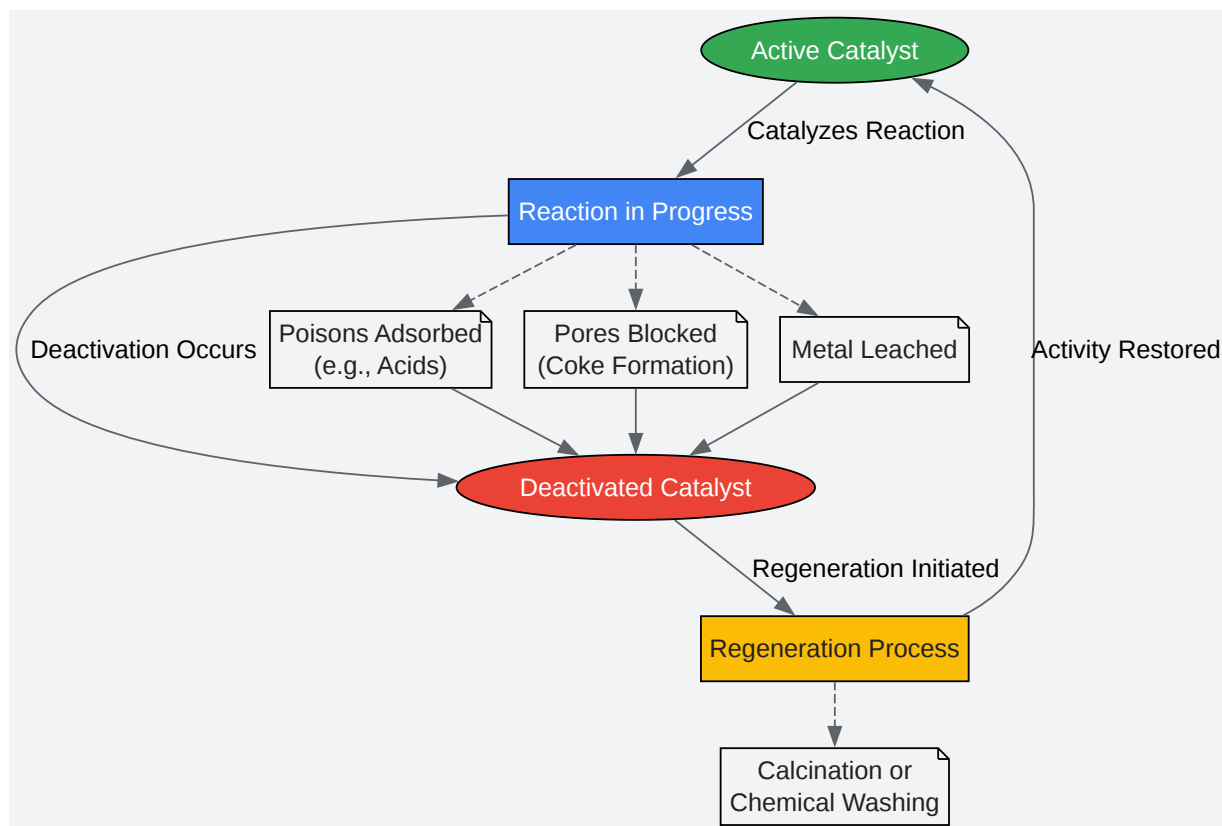 Active Catalyst
Catalyzes Reaction
Reaction in Progress
Deactivation Occurs
Poisons Adsorbed
(e.g., Acids)
Pores Blocked
(Coke Formation)
Metal Leached
Activity Restored
Deactivated Catalyst
Regeneration Initiated
Regeneration Process
Calcination or
Chemical Washing